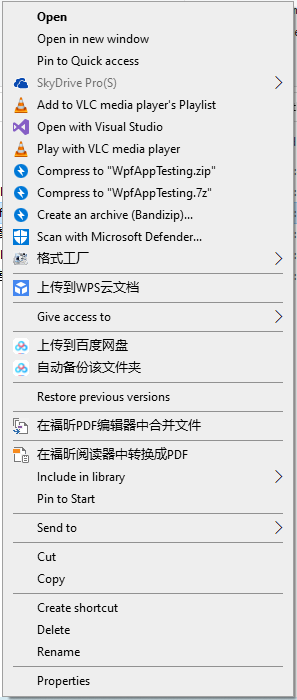 Open
Open in new window
Pin to Quick access
SkyDrive Pro(S)
Add to VLC media player's Playlist
Open with Visual Studio
Play with VLC media player
Compress to "WpfAppTesting.zip"
Compress to "WpfAppTesting.7z"
Create an archive (Bandizip)...
Scan with Microsoft Defender...
格式工厂
上传到WPS云文档
Give access to
上传到百度网盘
自动备份该文件夹
Restore previous versions
在福昕PDF编辑器中合并文件
在福昕阅读器中转换成PDF
Include in library
Pin to Start
Send to
Cut
Copy
Create shortcut
Delete
Rename
Properties